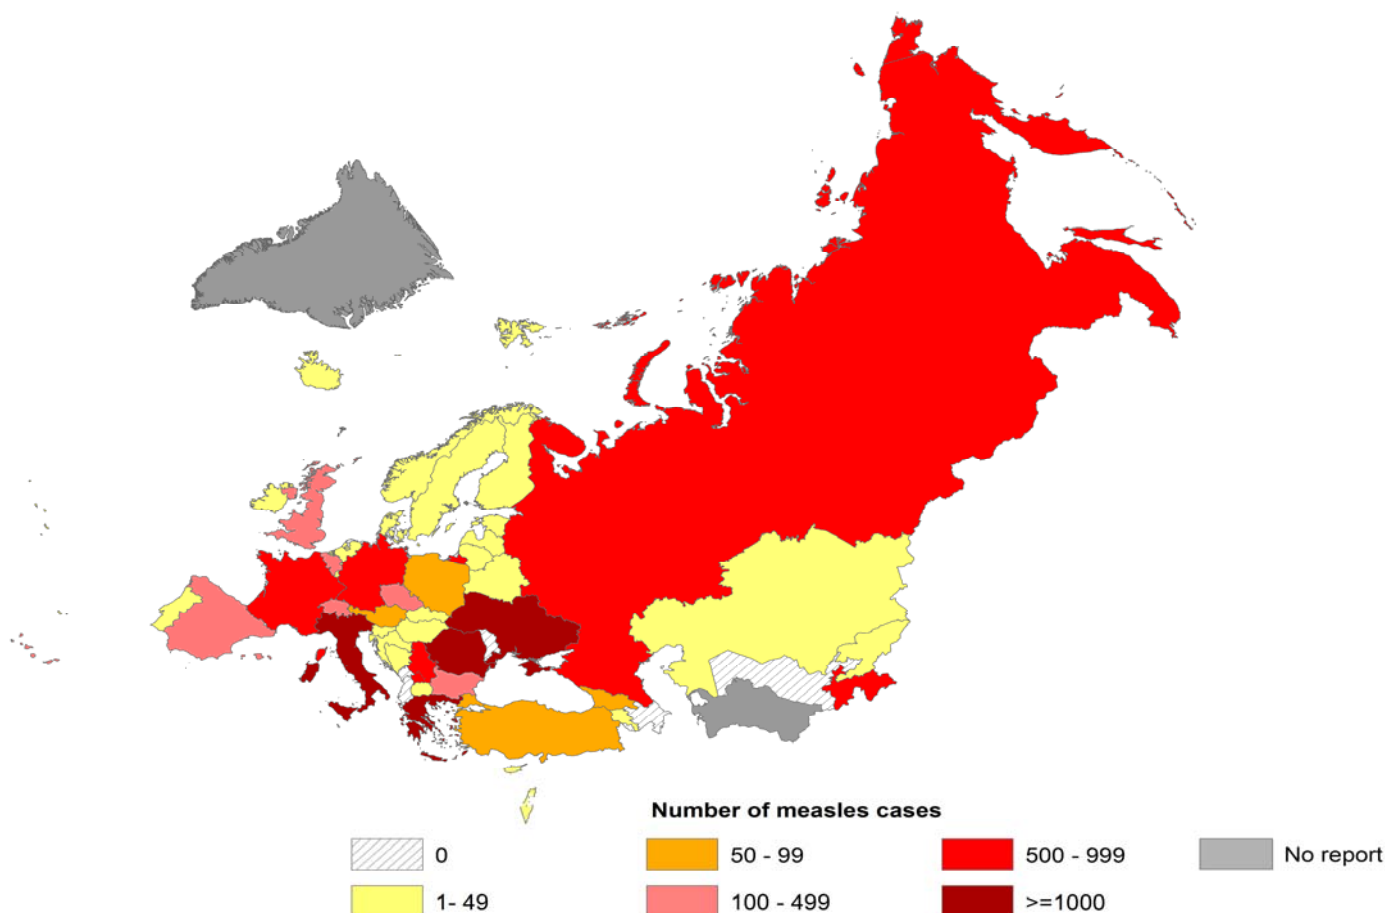 Number of measles cases
0
50 - 99
500 - 999
No report
1- 49
100 - 499
>=1000